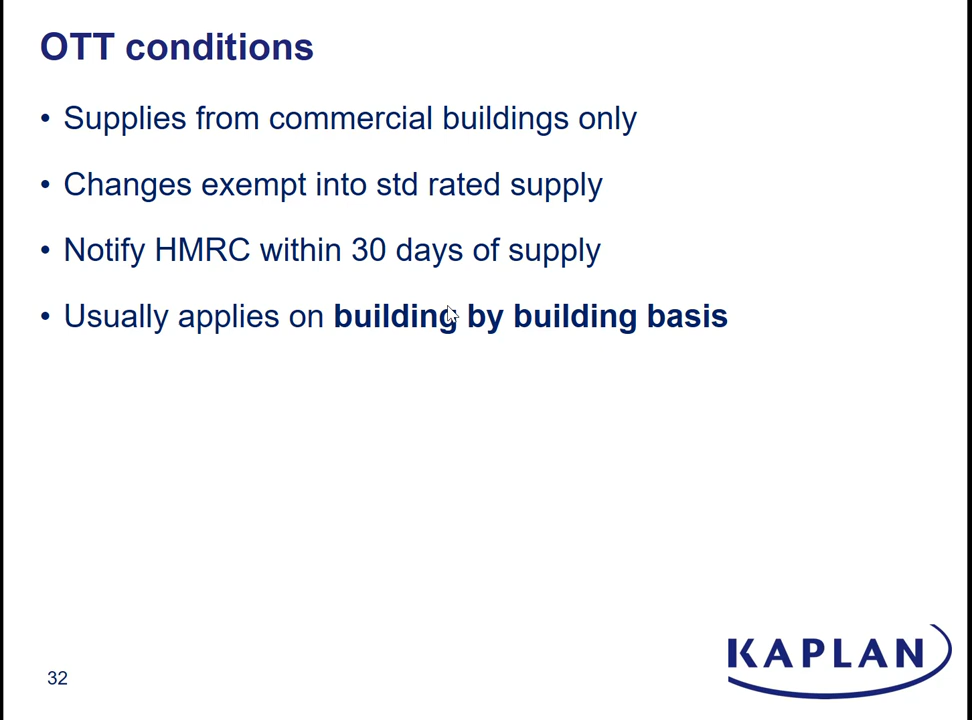 OTT conditions
• Supplies from commercial buildings only
• Changes exempt into std rated supply
• Notify HMRC within 30 days of supply
• Usually applies on building by building basis
32
KAPLAN